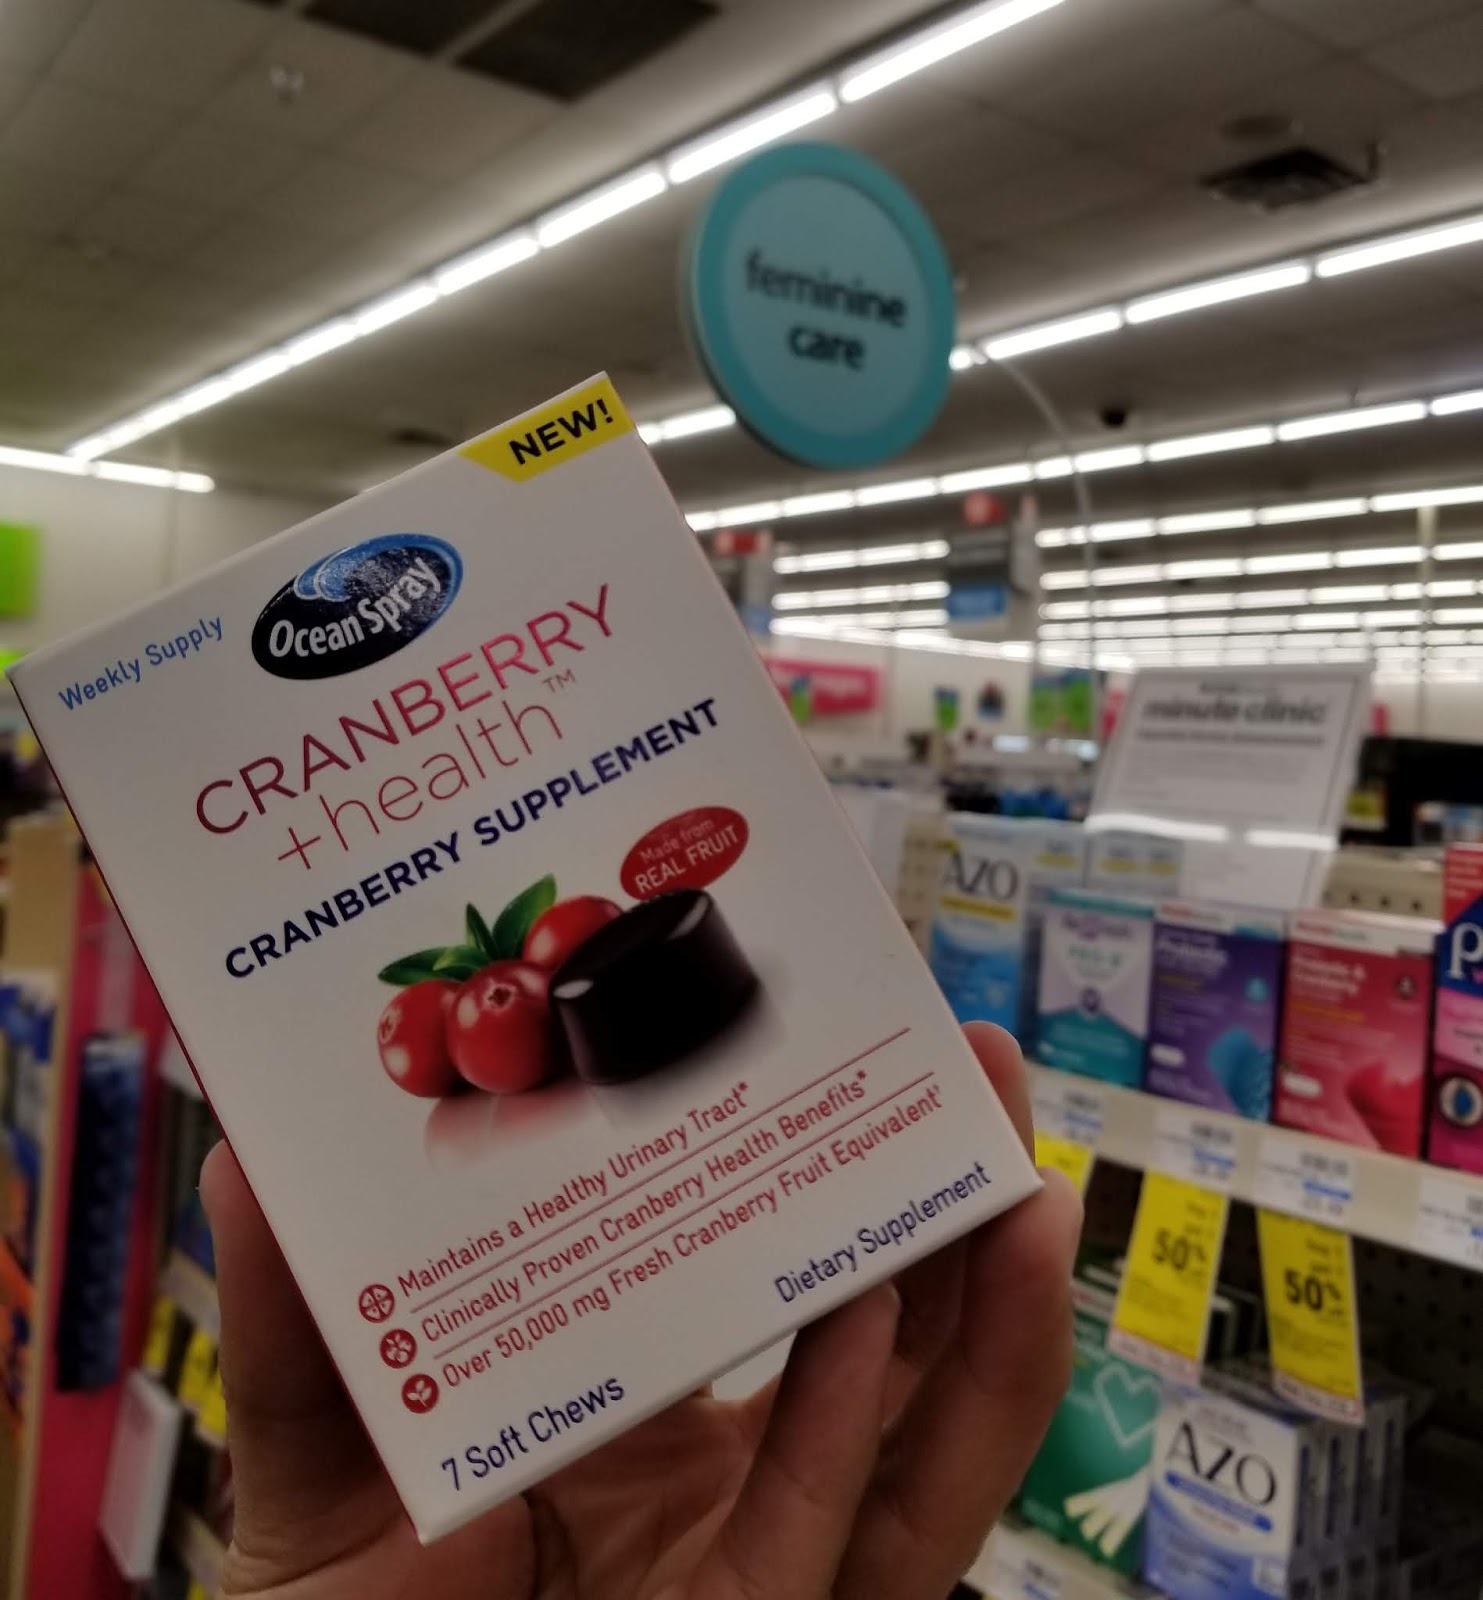 feminine
care
NEW!
Weekly Supply
Ocean Spray
CRANBERRY
+health™
CRANBERRY SUPPLEMENT
Made from
REAL FRUIT
Maintains a Healthy Urinary Tract*
Clinically Proven Cranberry Health Benefits*
Over 50,000 mg Fresh Cranberry Fruit Equivalent†
7 Soft Chews
Dietary Supplement
minute clinic
AZO
50%
50%
AZO